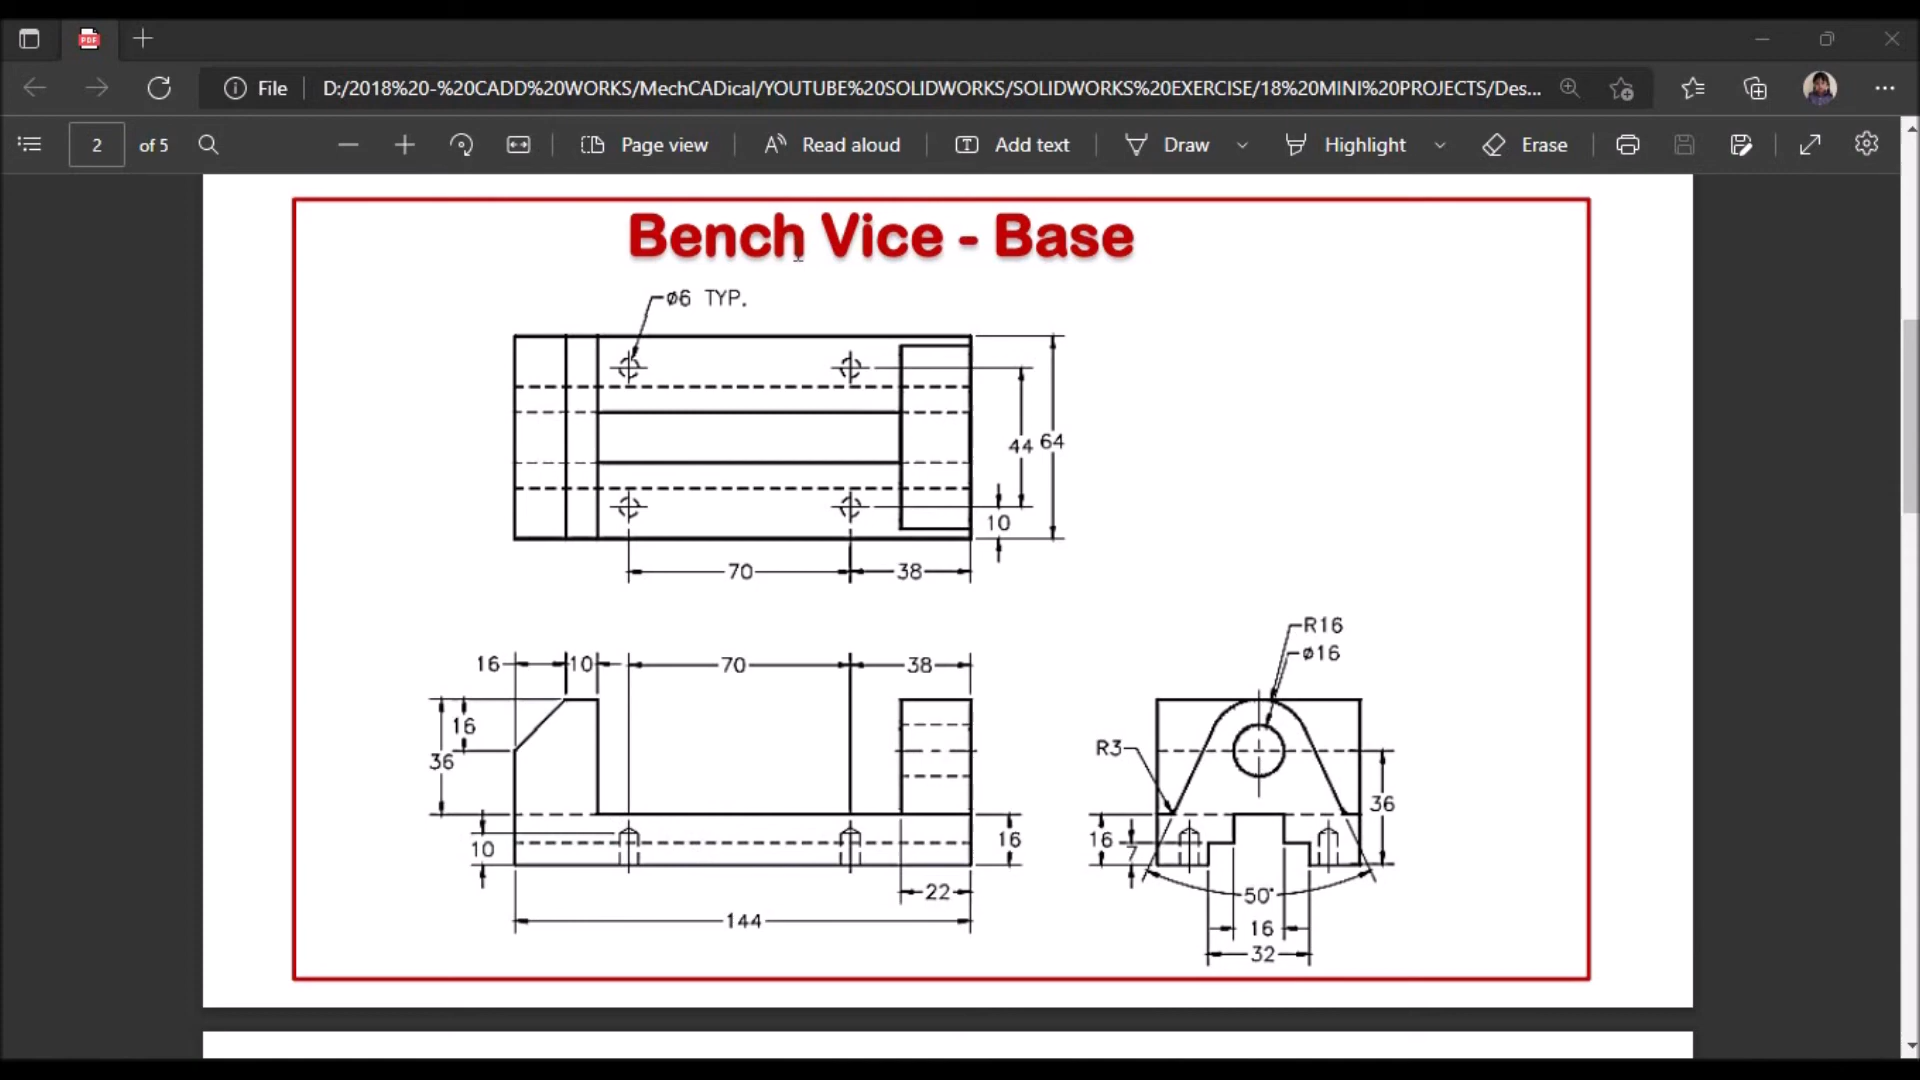 File
D:/2018%20-%20CADD%20WORKS/MechCADical/YOUTUBE%20SOLIDWORKS/SOLIDWORKS%20EXERCISE/18%20MINI%20PROJECTS/Des...
PDF
2 of 5
Page view
Read aloud
Add text
Draw
Highlight
Erase
Bench Vice - Base
ø6 TYP.
44 64
10
70 38
16 10 70 38
16
36
10
16
22
144
R16
ø16
R3
36
16
7
50°
16
32